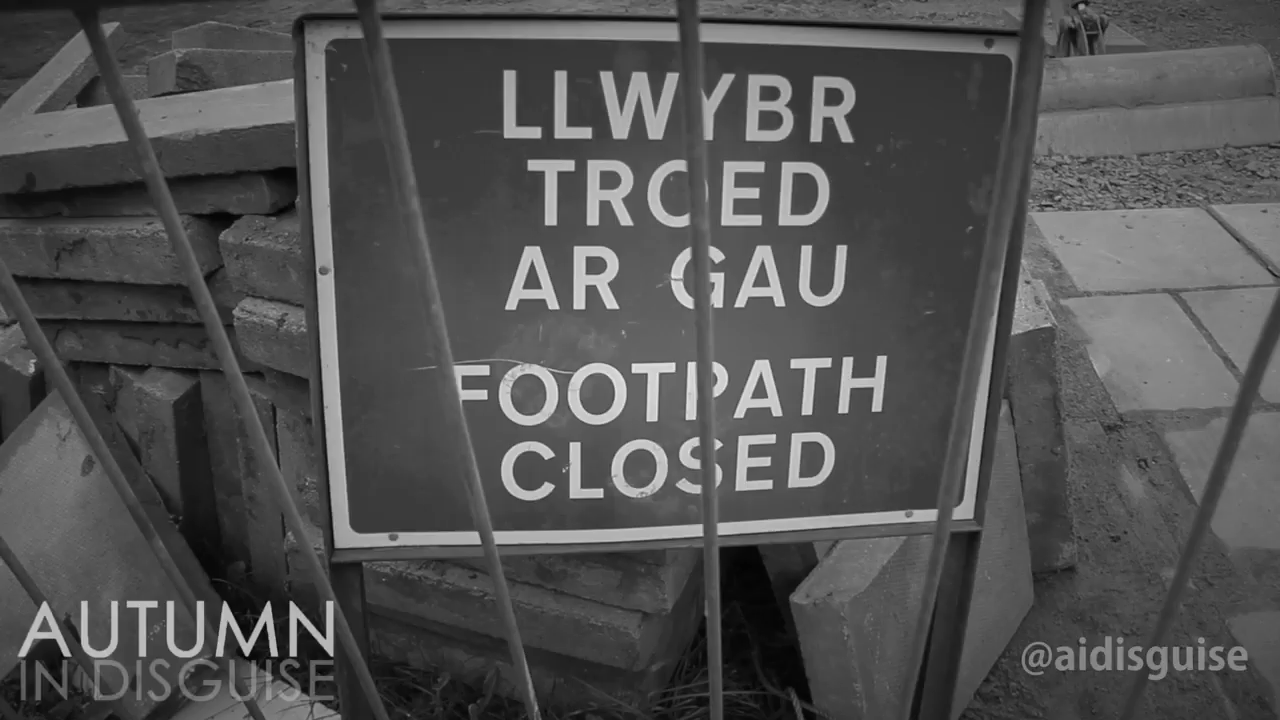 LLWYBR
TROED
AR GAU
FOOTPATH
CLOSED
AUTUMN
IN DISGUISE
@aidisguise